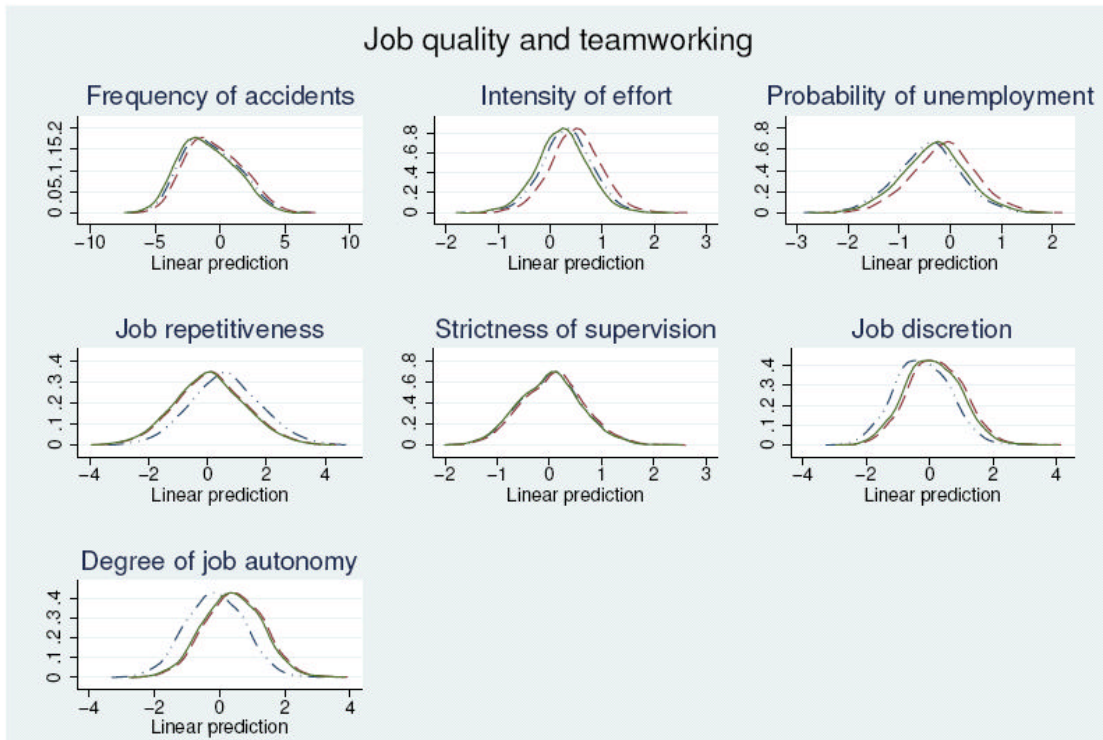 Job quality and teamworking
Frequency of accidents
Intensity of effort
Probability of unemployment
0 .05 .1 .15 .2
0 .2 .4 .6 .8
0 .2 .4 .6 .8
−10 −5 0 5 10
−2 −1 0 1 2 3
−3 −2 −1 0 1 2
Linear prediction
Linear prediction
Linear prediction
Job repetitiveness
Strictness of supervision
Job discretion
0 .1 .2 .3 .4
0 .2 .4 .6 .8
0 .1 .2 .3 .4
−4 −2 0 2 4
−2 −1 0 1 2 3
−4 −2 0 2 4
Linear prediction
Linear prediction
Linear prediction
Degree of job autonomy
0 .1 .2 .3 .4
−4 −2 0 2 4
Linear prediction